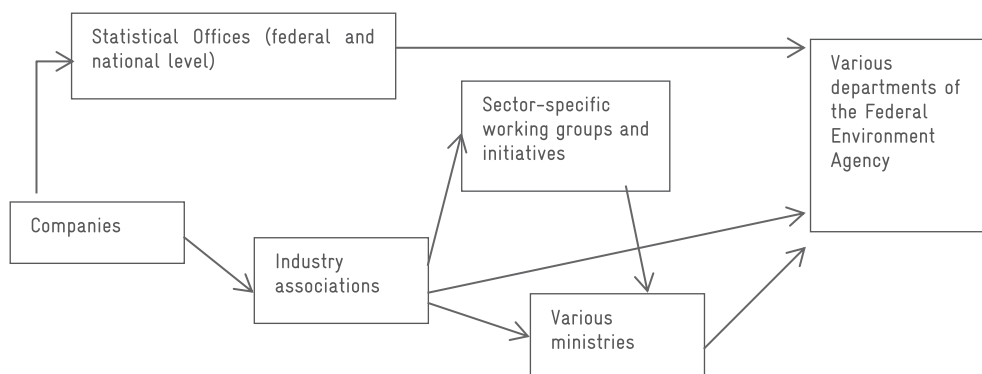 Statistical Offices (federal and
national level)
Various
departments of
the Federal
Environment
Agency
Sector-specific
working groups and
initiatives
Companies
Industry
associations
Various
ministries